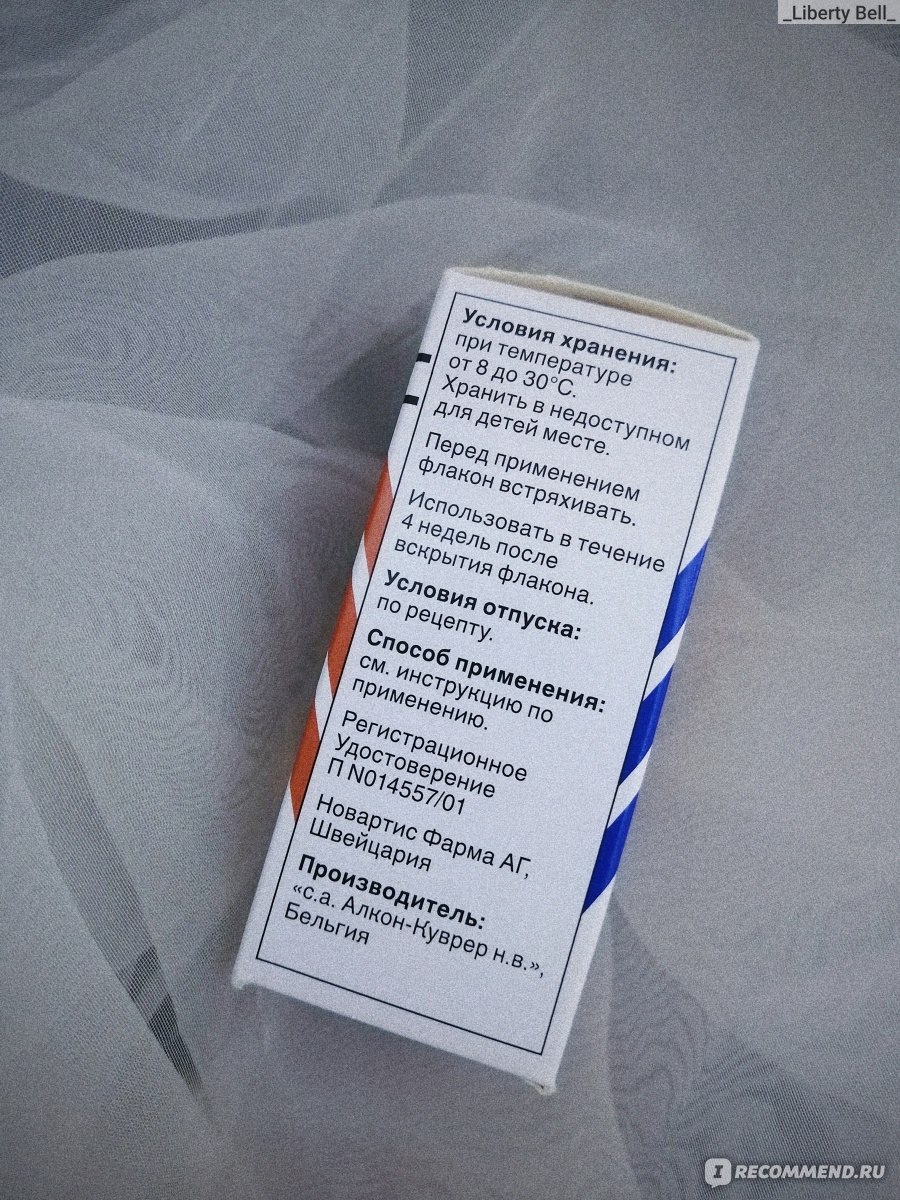 _Liberty Bell_
Условия хранения:
при температуре
от 8 до 30°С.
Хранить в недоступном
для детей месте.
Перед применением
флакон встряхивать.
Использовать в течение
4 недель после
вскрытия флакона.
Условия отпуска:
по рецепту.
Способ применения:
см. инструкцию по
применению.
Регистрационное
Удостоверение
П N014557/01
Новартис Фарма АГ,
Швейцария
Производитель:
«с.а. Алкон-Куврер н.в.»,
Бельгия
IRECOMMEND.RU